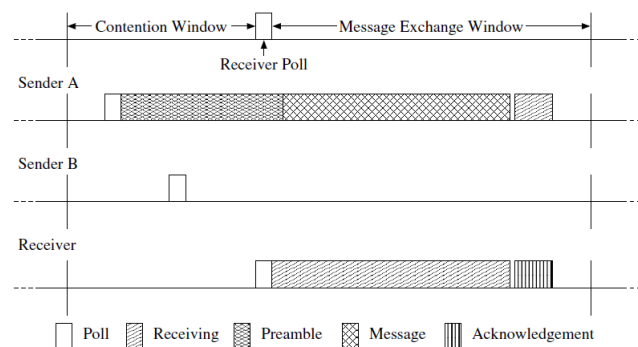 Contention Window
Message Exchange Window
Receiver Poll
Sender A
Sender B
Receiver
Poll Receiving Preamble Message Acknowledgement